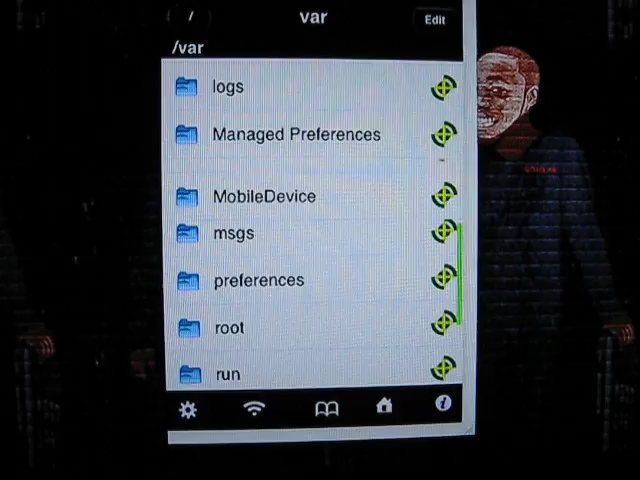 /
var
Edit
/var
logs
Managed Preferences
MobileDevice
msgs
preferences
root
run